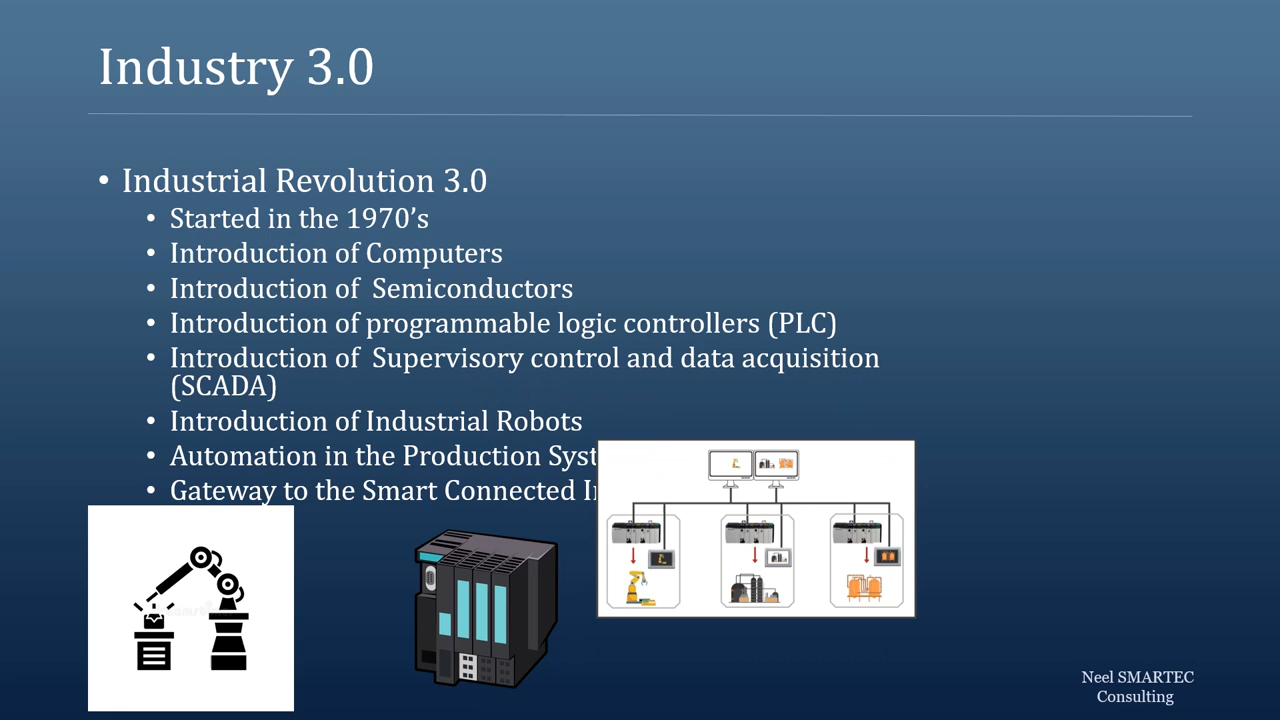 Industry 3.0
• Industrial Revolution 3.0
• Started in the 1970’s
• Introduction of Computers
• Introduction of  Semiconductors
• Introduction of programmable logic controllers (PLC)
• Introduction of  Supervisory control and data acquisition
(SCADA)
• Introduction of Industrial Robots
• Automation in the Production
• Gateway to the Smart Connected
Neel SMARTEC
Consulting